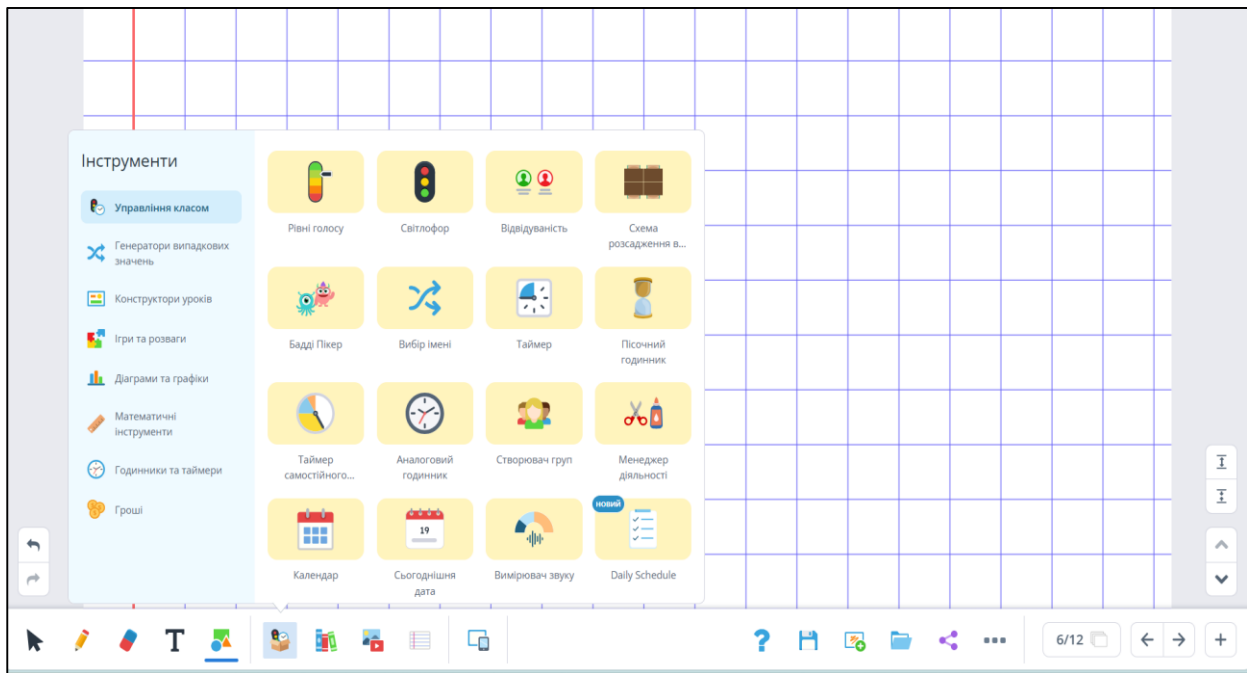 Інструменти
Управління класом
Генератори випадкових
значень
Конструктори уроків
Ігри та розваги
Діаграми та графіки
Математичні
інструменти
Годинники та таймери
Гроші
Рівні голосу
Світлофор
Відвідуваність
Схема
розсадження в...
Бадді Пікер
Вибір імені
Таймер
Пісочний
годинник
Таймер
самостійного...
Аналоговий
годинник
Створювач груп
Менеджер
діяльності
Календар
19
Сьогоднішня
дата
Вимірювач звуку
новий
Daily Schedule
T
?
6/12